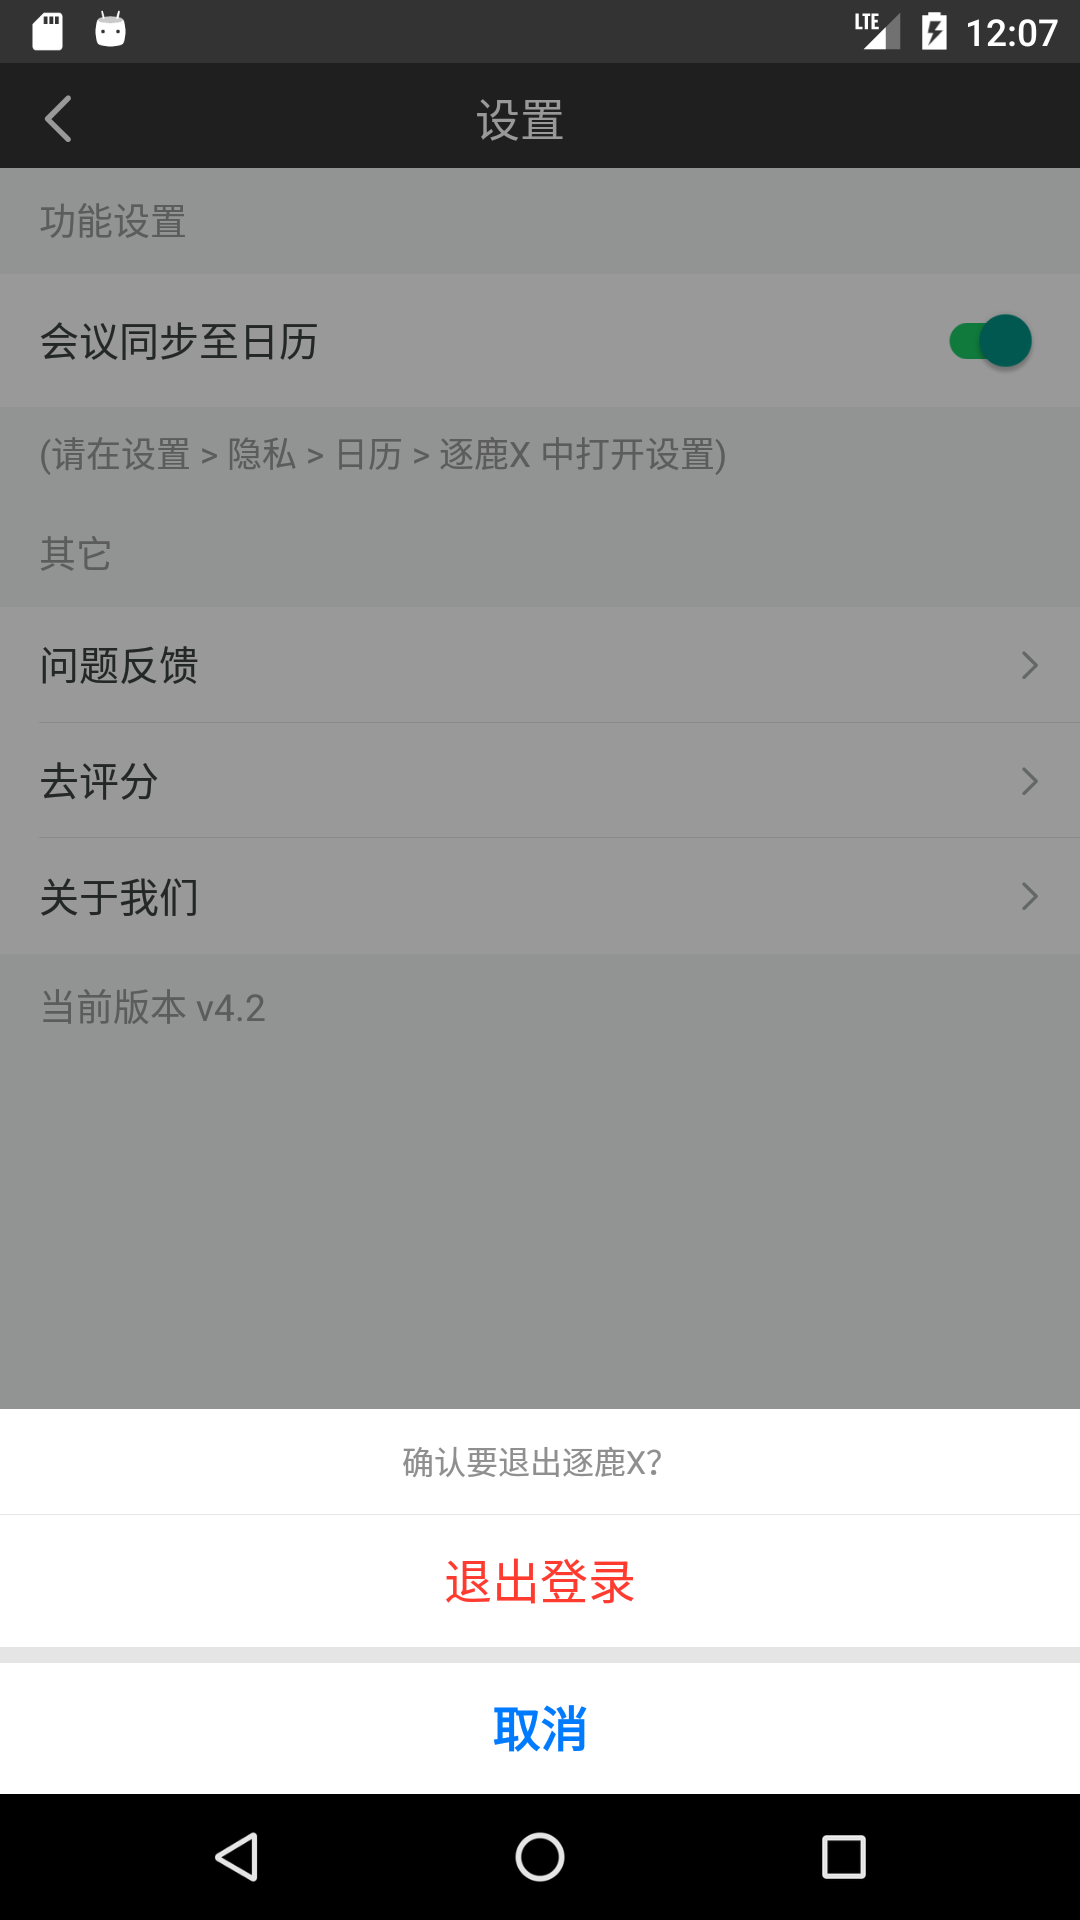 LTE 12:07
设置
功能设置
会议同步至日历
(请在设置 > 隐私 > 日历 > 逐鹿X 中打开设置)
其它
问题反馈
去评分
关于我们
当前版本 v4.2
确认要退出逐鹿X?
退出登录
取消